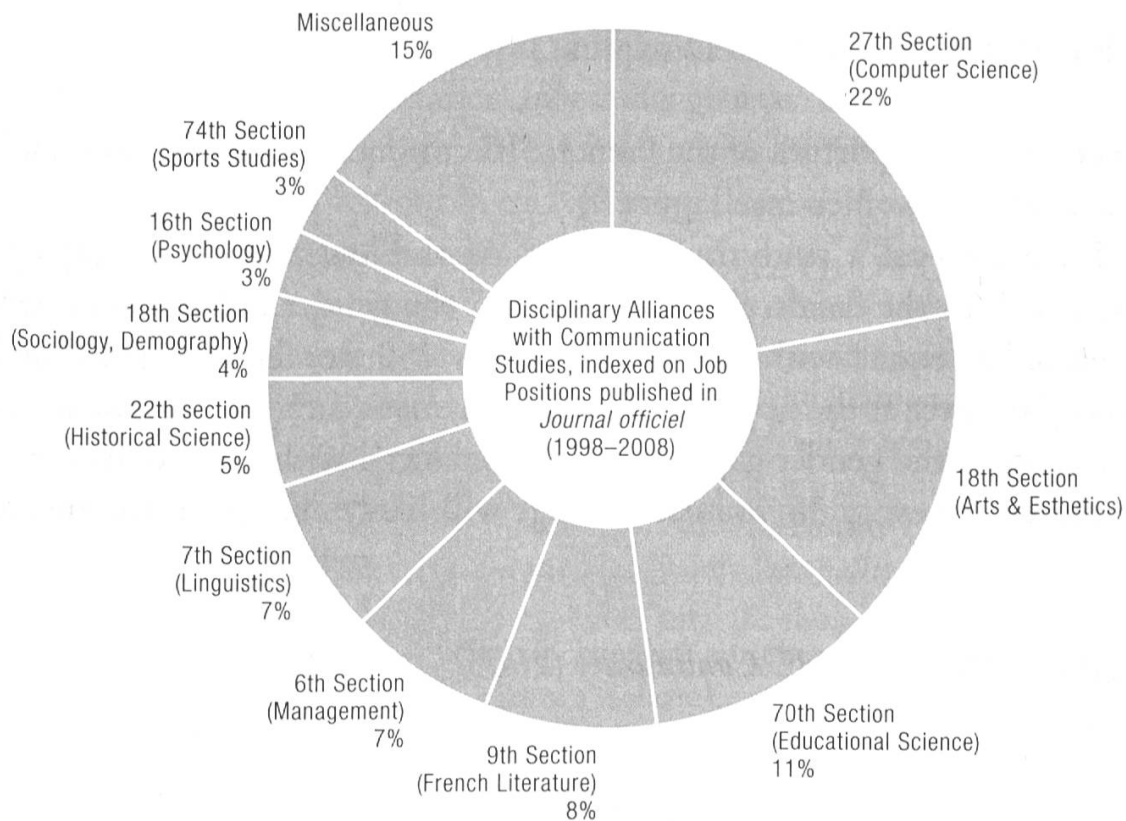 Miscellaneous
15%
27th Section
(Computer Science)
22%
74th Section
(Sports Studies)
3%
16th Section
(Psychology)
3%
18th Section
(Sociology, Demography)
4%
22th section
(Historical Science)
5%
7th Section
(Linguistics)
7%
6th Section
(Management)
7%
9th Section
(French Literature)
8%
70th Section
(Educational Science)
11%
18th Section
(Arts & Esthetics)
Disciplinary Alliances
with Communication
Studies, indexed on Job
Positions published in
Journal officiel
(1998–2008)